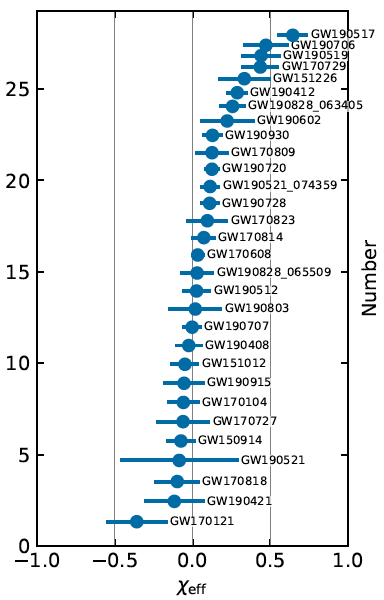 GW190517
GW190706
GW190519
GW170729
25
GW151226
GW190412
GW190828_063405
GW190602
GW190930
GW170809
20
GW190720
GW190521_074359
GW190728
GW170823
GW170814
GW170608
15
GW190828_065509
Number
GW190512
GW190803
GW190707
GW190408
10
GW151012
GW190915
GW170104
GW170727
GW150914
5
GW190521
GW170818
GW190421
GW170121
0
−1.0 −0.5 0.0 0.5 1.0
χeff